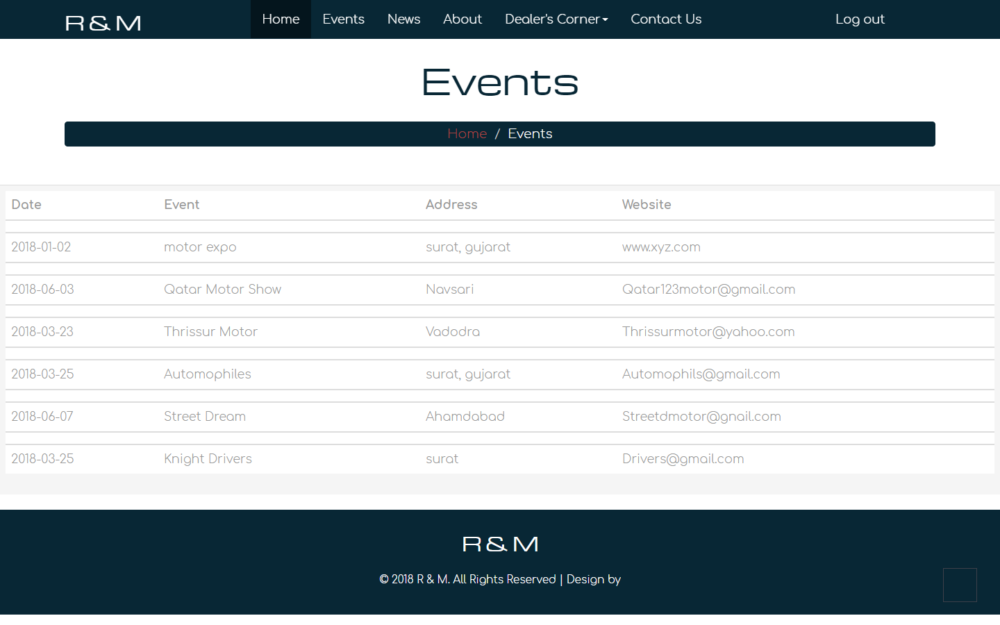 R & M Home Events News About Dealer's Corner Contact Us Log out
Events
Home / Events
Date Event Address Website
2018-01-02 motor expo surat, gujarat www.xyz.com
2018-06-03 Qatar Motor Show Navsari Qatar123motor@gmail.com
2018-03-23 Thrissur Motor Vadodra Thrissurmotor@yahoo.com
2018-03-25 Automophiles surat, gujarat Automophils@gmail.com
2018-06-07 Street Dream Ahamdabad Streetdmotor@gnail.com
2018-03-25 Knight Drivers surat Drivers@gmail.com
R & M
© 2018 R & M. All Rights Reserved | Design by